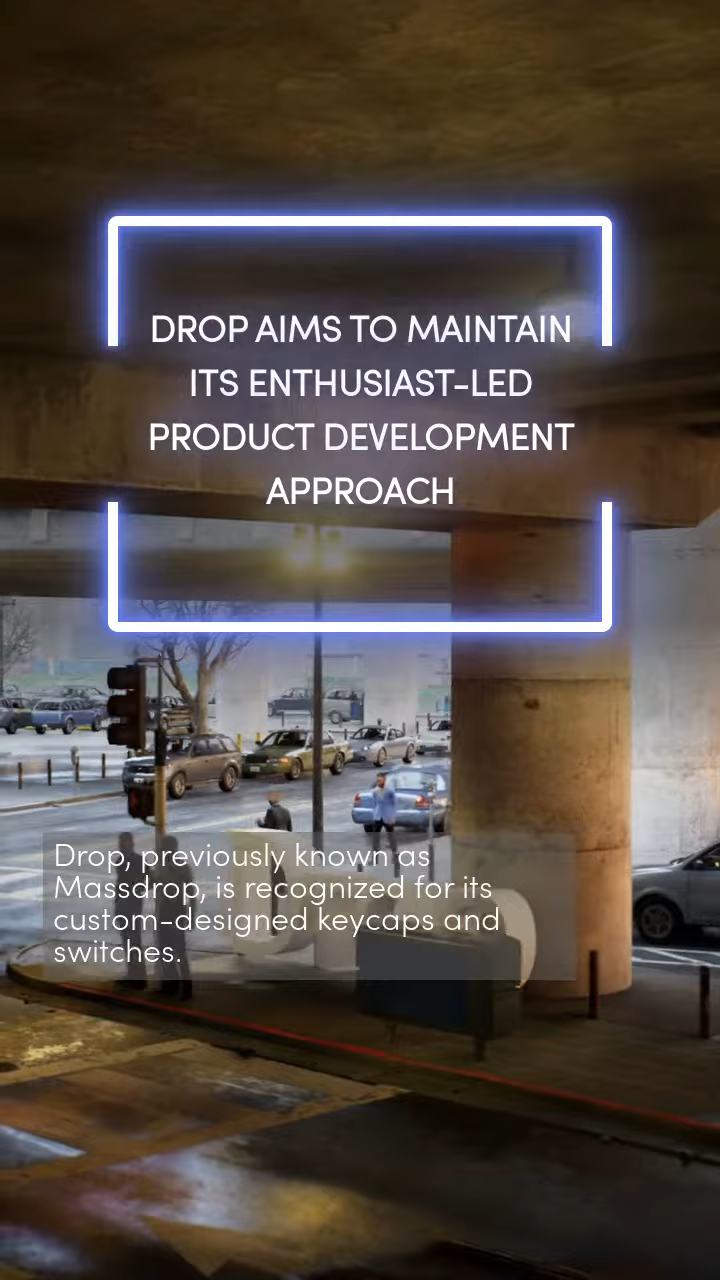 DROP AIMS TO MAINTAIN
ITS ENTHUSIAST-LED
PRODUCT DEVELOPMENT
APPROACH
Drop, previously known as
Massdrop, is recognized for its
custom-designed keycaps and
switches.